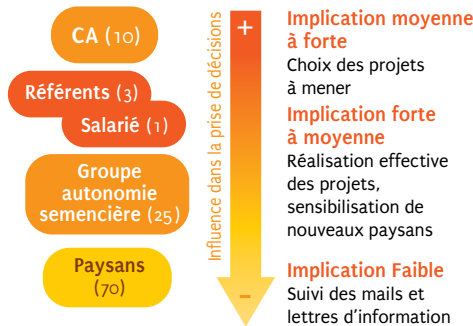 CA (10)
Référents (3)
Salarié (1)
Groupe
autonomie
semencière (25)
Paysans
(70)
Influence dans la prise de décisions
+
-
Implication moyenne
à forte
Choix des projets
à mener
Implication forte
à moyenne
Réalisation effective
des projets,
sensibilisation de
nouveaux paysans
Implication Faible
Suivi des mails et
lettres d'information